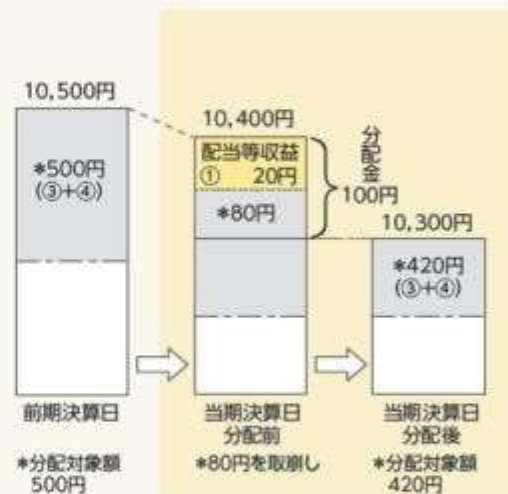 10,500円
*500円
(③+④)
前期決算日
*分配対象額
500円
10,400円
配当等収益
① 20円
*80円
分配金
100円
当期決算日
分配前
*80円を取崩し
10,300円
*420円
(③+④)
当期決算日
分配後
*分配対象額
420円